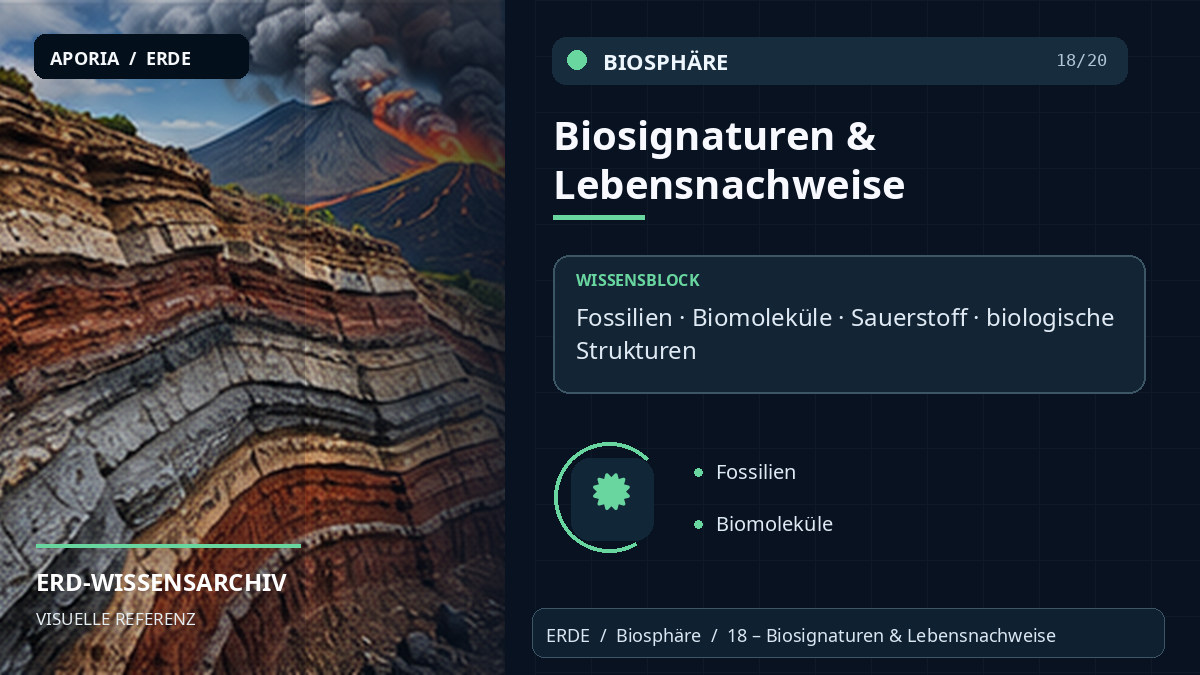 APORIA / ERDE
ERD-WISSENSARCHIV
VISUELLE REFERENZ
BIOSPHÄRE 18/20
Biosignaturen &
Lebensnachweise
WISSENSBLOCK
Fossilien · Biomoleküle · Sauerstoff · biologische
Strukturen
Fossilien
Biomoleküle
ERDE / Biosphäre / 18 – Biosignaturen & Lebensnachweise